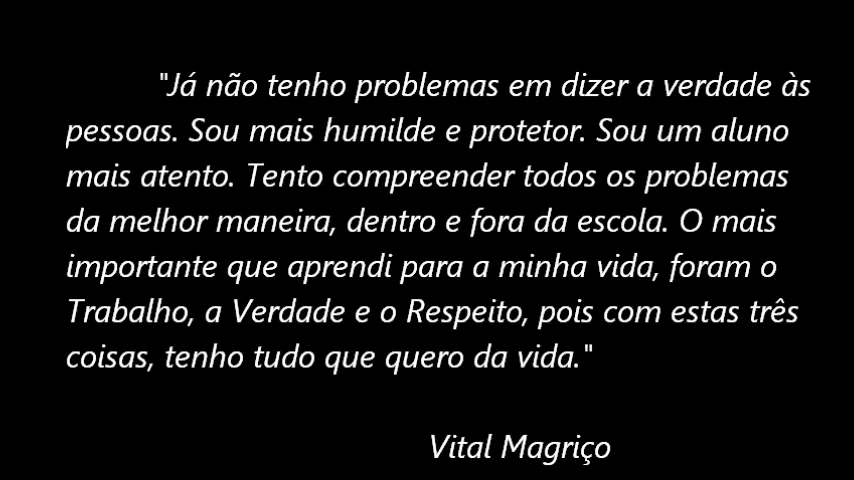 "Já não tenho problemas em dizer a verdade às
pessoas. Sou mais humilde e protetor. Sou um aluno
mais atento. Tento compreender todos os problemas
da melhor maneira, dentro e fora da escola. O mais
importante que aprendi para a minha vida, foram o
Trabalho, a Verdade e o Respeito, pois com estas três
coisas, tenho tudo que quero da vida."
Vital Magriço